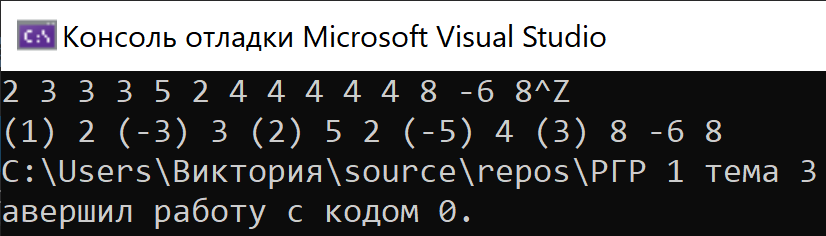 C:\ Консоль отладки Microsoft Visual Studio
2 3 3 3 5 2 4 4 4 4 4 8 -6 8^Z
(1) 2 (-3) 3 (2) 5 2 (-5) 4 (3) 8 -6 8
C:\Users\Виктория\source\repos\РГР 1 тема 3
авершил работу с кодом 0.